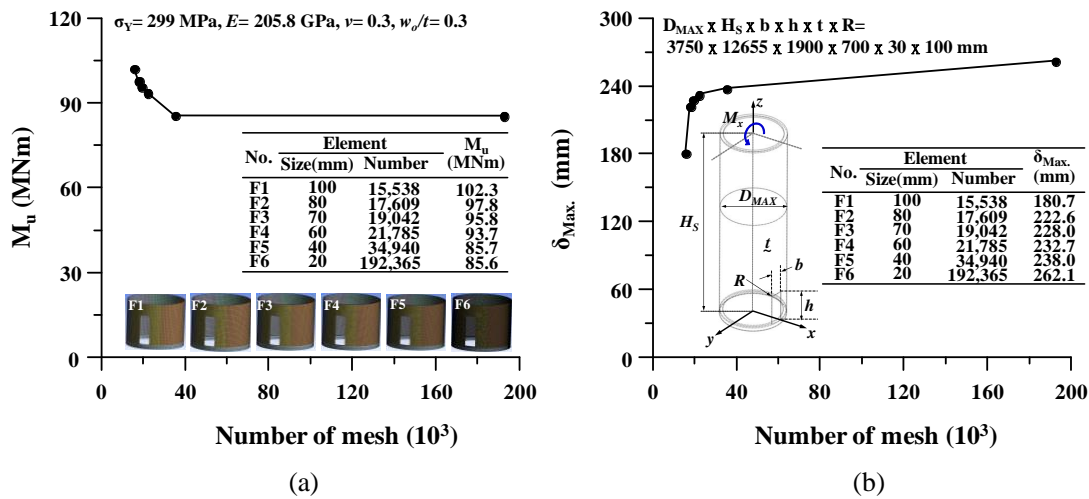 σY= 299 MPa, E= 205.8 GPa, ν= 0.3, wo/t= 0.3
120
90
60
30
0
Mu (MNm)
No. Element Mu (MNm)
Size(mm) Number
F1 100 15,538 102.3
F2 80 17,609 97.8
F3 70 19,042 95.8
F4 60 21,785 93.7
F5 40 34,940 85.7
F6 20 192,365 85.6
F1 F2 F3 F4 F5 F6
0 40 80 120 160 200
Number of mesh (10³)
(a)
DMAX x HS x b x h x t x R=
3750 x 12655 x 1900 x 700 x 30 x 100 mm
300
240
180
120
60
0
δMax. (mm)
z
Mx
DMAX
HS
t
b
R
h
y
x
No. Element δMax. (mm)
Size(mm) Number
F1 100 15,538 180.7
F2 80 17,609 222.6
F3 70 19,042 228.0
F4 60 21,785 232.7
F5 40 34,940 238.0
F6 20 192,365 262.1
0 40 80 120 160 200
Number of mesh (10³)
(b)